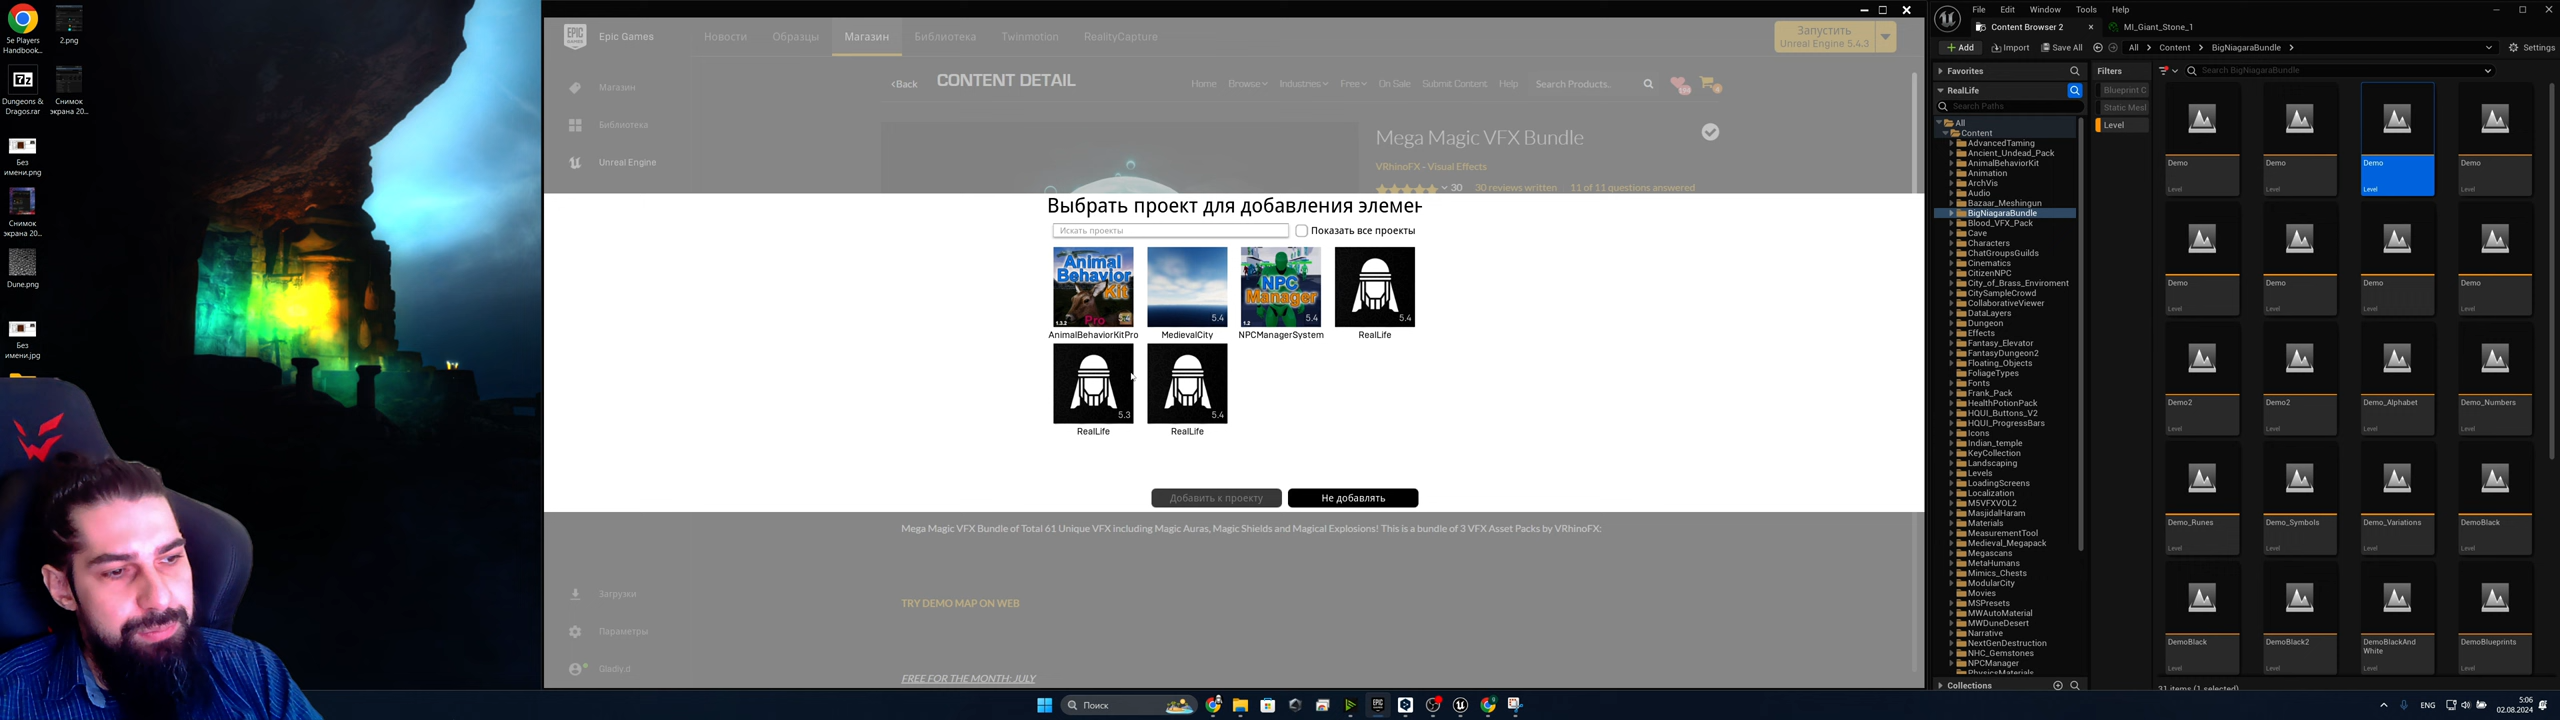 5e Players
Handbook...
2.png
Dungeons &
Dragos.rar
Снимок
экрана 20...
Без
имени.png
Снимок
экрана 20...
Dune.png
Без
имени.jpg
EPIC
GAMES
Epic Games
Новости
Образцы
Магазин
Библиотека
Twinmotion
RealityCapture
Запустить
Unreal Engine 5.4.3
Магазин
Библиотека
Unreal Engine
Загрузки
Параметры
Gladiy.d
Back
CONTENT DETAIL
Home
Browse
Industries
Free
On Sale
Submit Content
Help
Search Products.
Mega Magic VFX Bundle
VRhinoFX - Visual Effects
30
30 reviews written
11 of 11 questions answered
Выбрать проект для добавления элемен
Искать проекты
Показать все проекты
Animal
Behavior
Kit
Pro
1.3.2
5.4
AnimalBehaviorKitPro
5.4
MedievalCity
NPC
Manager
1.2
5.4
NPCManagerSystem
5.4
RealLife
5.3
RealLife
5.4
RealLife
Добавить к проекту
Не добавлять
Mega Magic VFX Bundle of Total 61 Unique VFX including Magic Auras, Magic Shields and Magical Explosions! This is a bundle of 3 VFX Asset Packs by VRhinoFX:
TRY DEMO MAP ON WEB
FREE FOR THE MONTH: JULY
File
Edit
Window
Tools
Help
Content Browser 2
MI_Giant_Stone_1
Add
Import
Save All
All
Content
BigNiagaraBundle
Settings
Favorites
RealLife
Search Paths
All
Content
AdvancedTaming
Ancient_Undead_Pack
AnimalBehaviorKit
Animation
ArchVis
Audio
Bazaar_Meshingun
BigNiagaraBundle
Blood_VFX_Pack
Cave
Characters
ChatGroupsGuilds
Cinematics
CitizenNPC
City_of_Brass_Enviroment
CitySampleCrowd
CollaborativeViewer
DataLayers
Dungeon
Effects
Fantasy_Elevator
FantasyDungeon2
Floating_Objects
FoliageTypes
Fonts
Frank_Pack
HealthPotionPack
HQUI_Buttons_V2
HQUI_ProgressBars
Icons
Indian_temple
KeyCollection
Landscaping
Levels
LoadingScreens
Localization
M5VFXVOL2
MasjidalHaram
Materials
MeasurementTool
Medieval_Megapack
Megascans
MetaHumans
Mimics_Chests
ModularCity
Movies
MSPresets
MWAutoMaterial
MWDuneDesert
Narrative
NextGenDestruction
NHC_Gemstones
NPCManager
PhysicsMaterials
Collections
Filters
Blueprint C
Static Mesl
Level
Search BigNiagaraBundle
Demo
Level
Demo
Level
Demo
Level
Demo
Level
Demo
Level
Demo
Level
Demo
Level
Demo
Level
Demo2
Level
Demo2
Level
Demo_Alphabet
Level
Demo_Numbers
Level
Demo_Runes
Level
Demo_Symbols
Level
Demo_Variations
Level
DemoBlack
Level
DemoBlack
Level
DemoBlack2
Level
DemoBlackAnd
White
Level
DemoBlueprints
Level
31 items (1 selected)
Поиск
ENG
5:06
02.08.2024